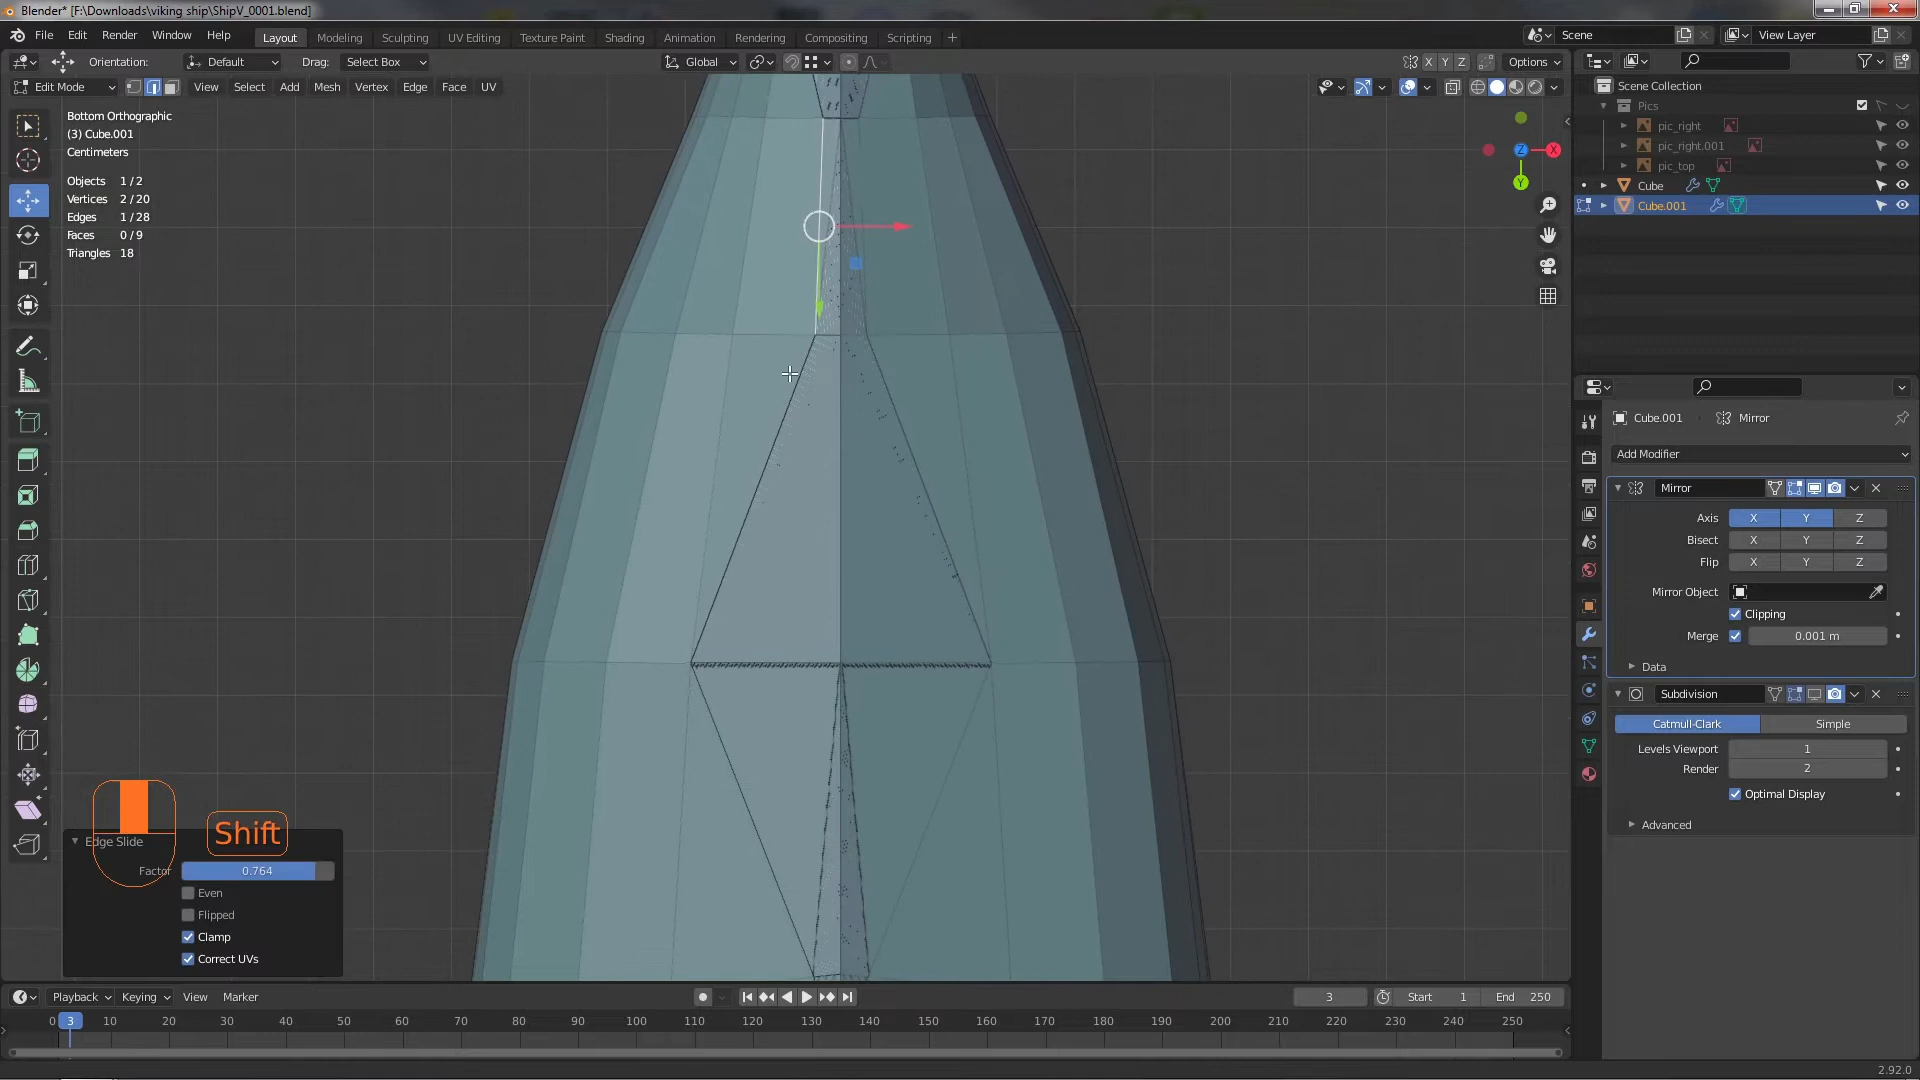 Blender* [F:\Downloads\viking ship\ShipV_0001.blend]
File Edit Render Window Help
Layout Modeling Sculpting UV Editing Texture Paint Shading Animation Rendering Compositing Scripting +
Scene View Layer
Orientation: Default Drag: Select Box Global X Y Z Options
Edit Mode View Select Add Mesh Vertex Edge Face UV
Bottom Orthographic
(3) Cube.001
Centimeters
Objects 1 / 2
Vertices 2 / 20
Edges 1 / 28
Faces 0 / 9
Triangles 18
Z X
Y
Scene Collection
Pics
pic_right
pic_right.001
pic_top
Cube
Cube.001
Cube.001 Mirror
Add Modifier
Mirror
Axis X Y Z
Bisect X Y Z
Flip X Y Z
Mirror Object
Clipping
Merge 0.001 m
Data
Subdivision
Catmull-Clark Simple
Levels Viewport 1
Render 2
Optimal Display
Advanced
Shift
Edge Slide
Factor 0.764
Even
Flipped
Clamp
Correct UVs
Playback Keying View Marker
3 Start 1 End 250
0 3 10 20 30 40 50 60 70 80 90 100 110 120 130 140 150 160 170 180 190 200 210 220 230 240 250
2.92.0